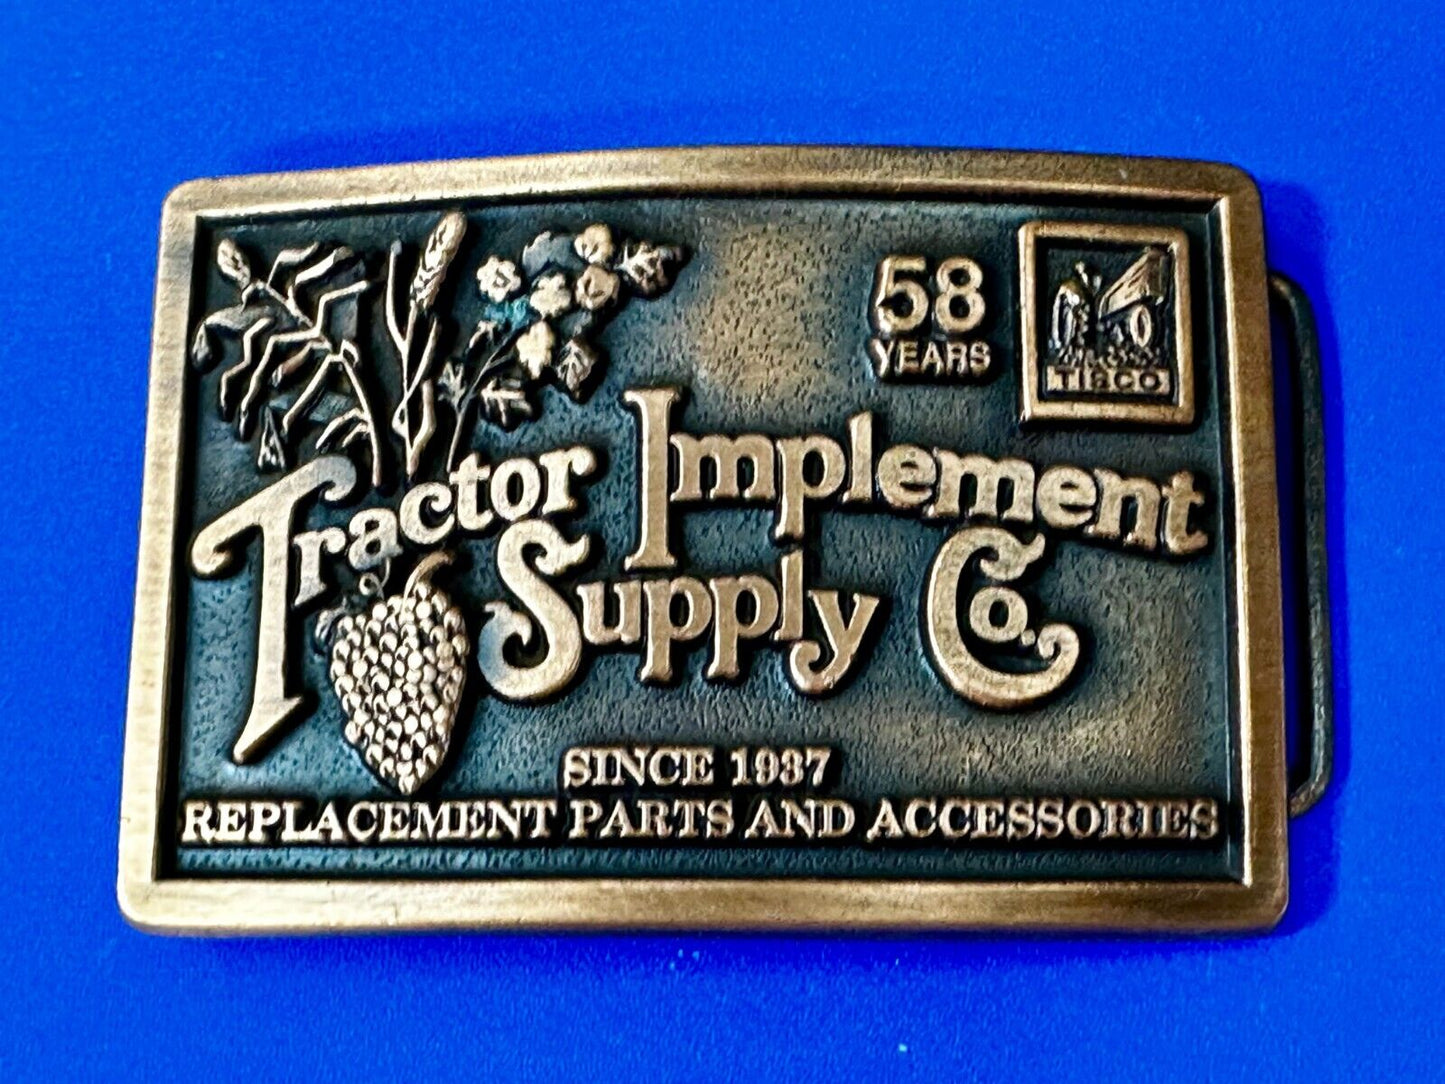 58
YEARS
TISCO
Tractor Implement
Supply Co.
SINCE 1937
REPLACEMENT PARTS AND ACCESSORIES